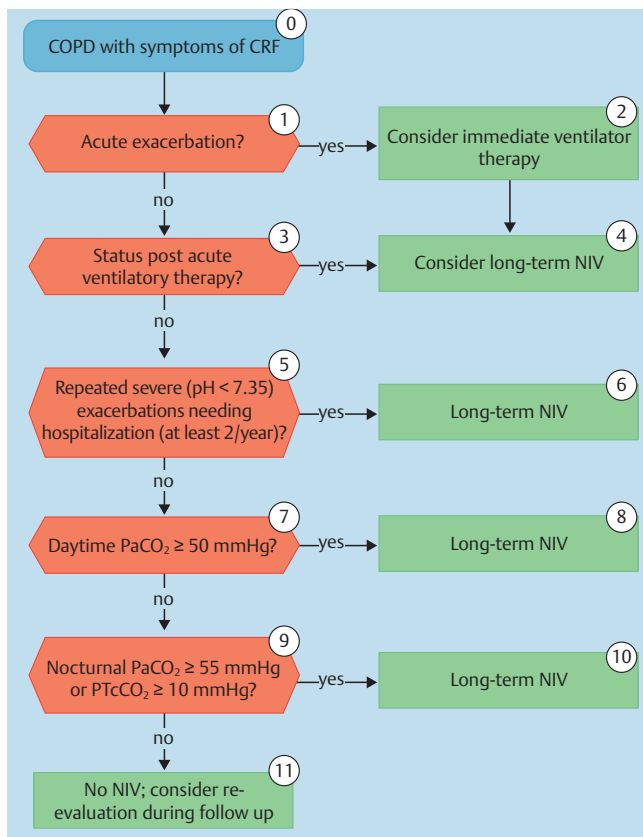 0
COPD with symptoms of CRF
1
Acute exacerbation?
yes
2
Consider immediate ventilator
therapy
no
3
Status post acute
ventilatory therapy?
yes
4
Consider long-term NIV
no
5
Repeated severe (pH < 7.35)
exacerbations needing
hospitalization (at least 2/year)?
yes
6
Long-term NIV
no
7
Daytime PaCO₂ ≥ 50 mmHg?
yes
8
Long-term NIV
no
9
Nocturnal PaCO₂ ≥ 55 mmHg
or PTcCO₂ ≥ 10 mmHg?
yes
10
Long-term NIV
no
11
No NIV; consider re-
evaluation during follow up